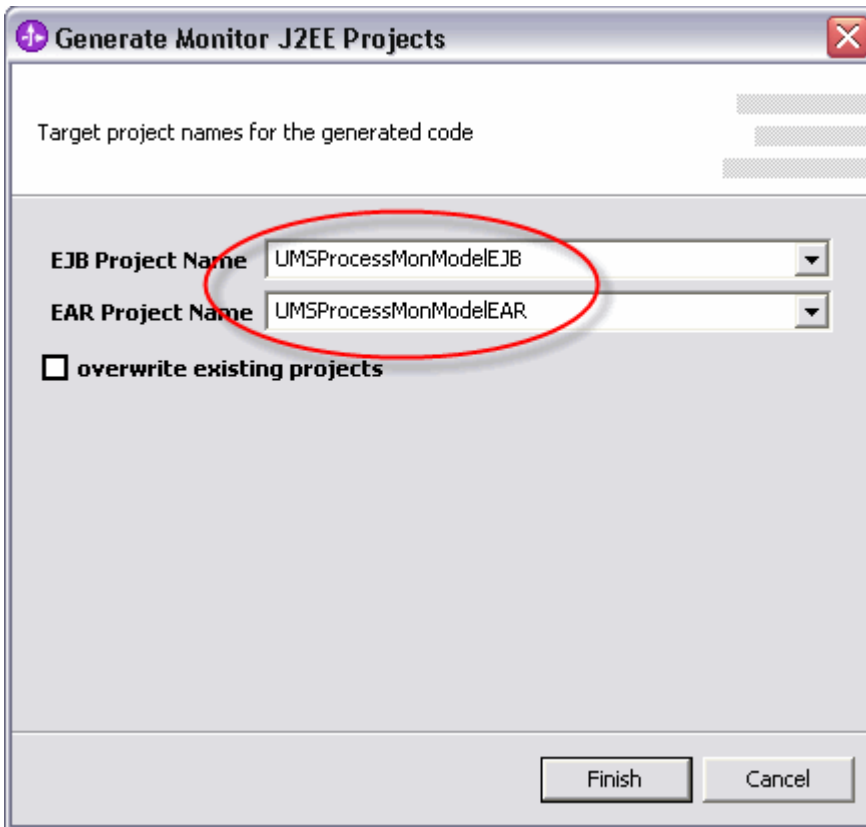 Generate Monitor J2EE Projects
Target project names for the generated code
EJB Project Name UMSProcessMonModelEJB
EAR Project Name UMSProcessMonModelEAR
overwrite existing projects
Finish Cancel